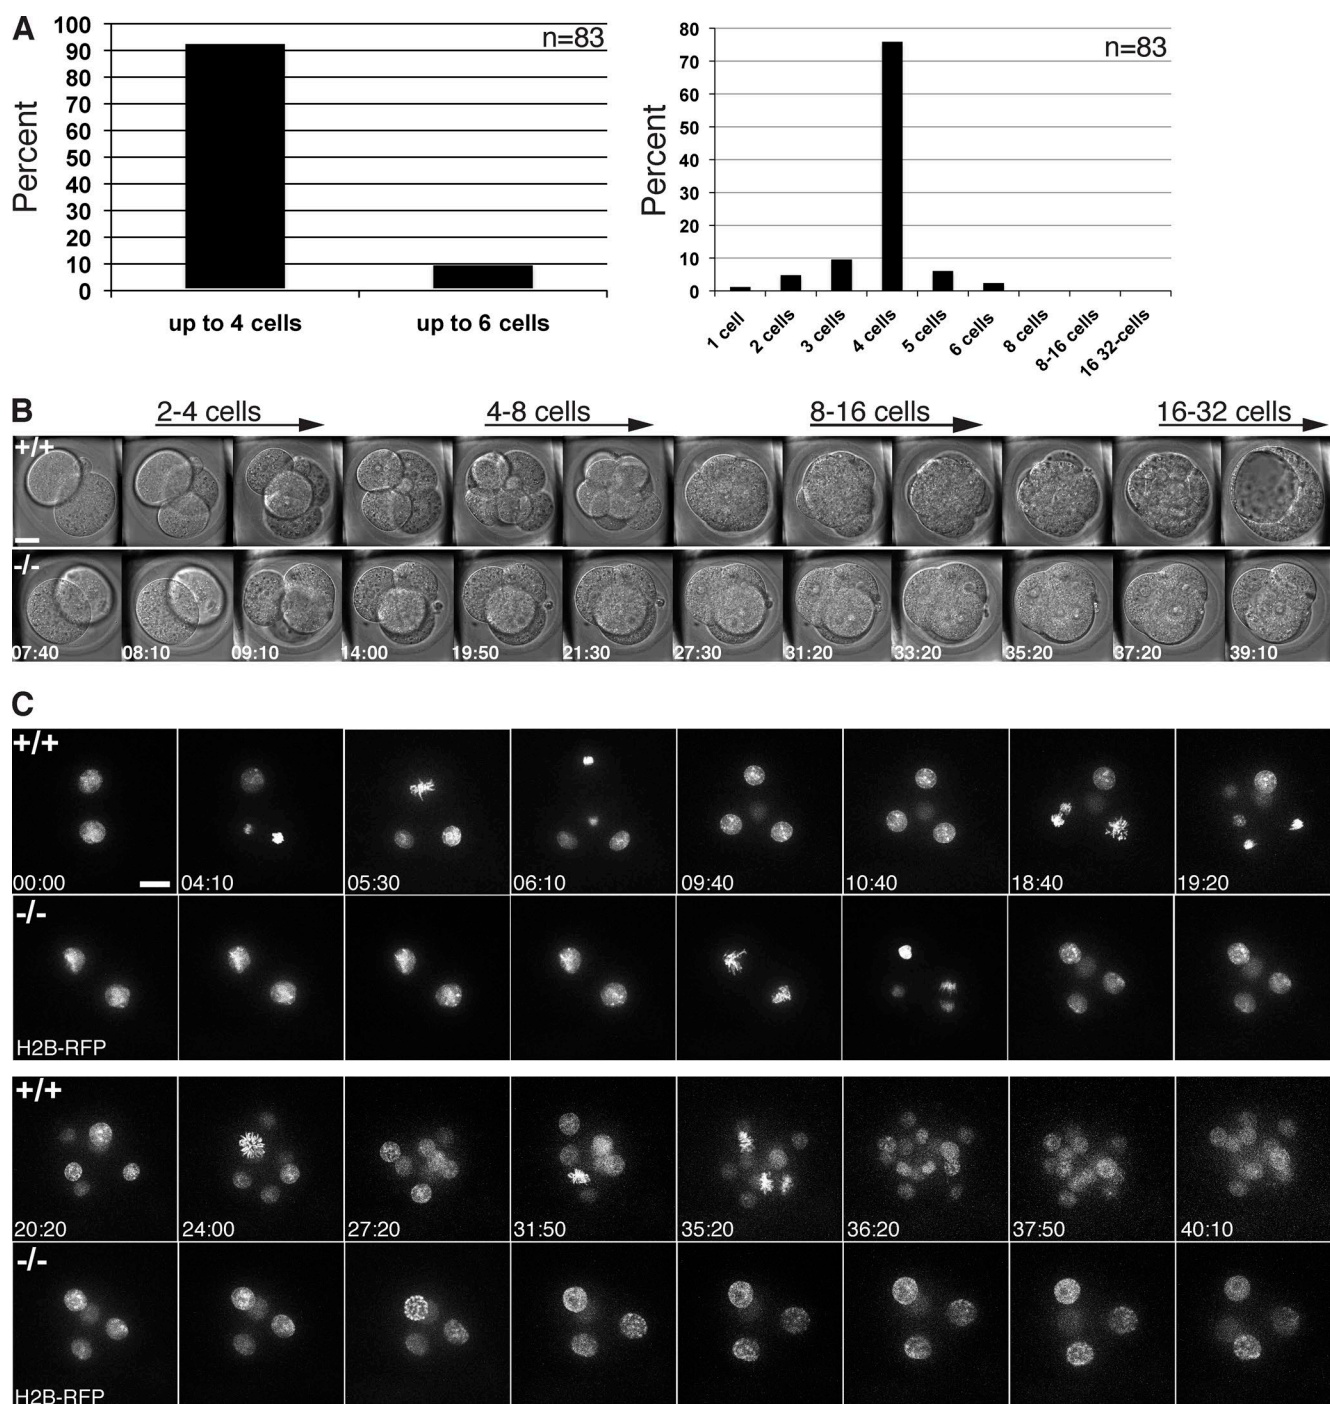 A
100
90
80
70
60
50
40
30
20
10
0
Percent
n=83
up to 4 cells
up to 6 cells
80
70
60
50
40
30
20
10
0
Percent
n=83
1 cell
2 cells
3 cells
4 cells
5 cells
6 cells
8 cells
8-16 cells
16 32-cells
B
2-4 cells
4-8 cells
8-16 cells
16-32 cells
+/+
-/-
07:40
08:10
09:10
14:00
19:50
21:30
27:30
31:20
33:20
35:20
37:20
39:10
C
+/+
00:00
04:10
05:30
06:10
09:40
10:40
18:40
19:20
-/-
H2B-RFP
+/+
20:20
24:00
27:20
31:50
35:20
36:20
37:50
40:10
-/-
H2B-RFP